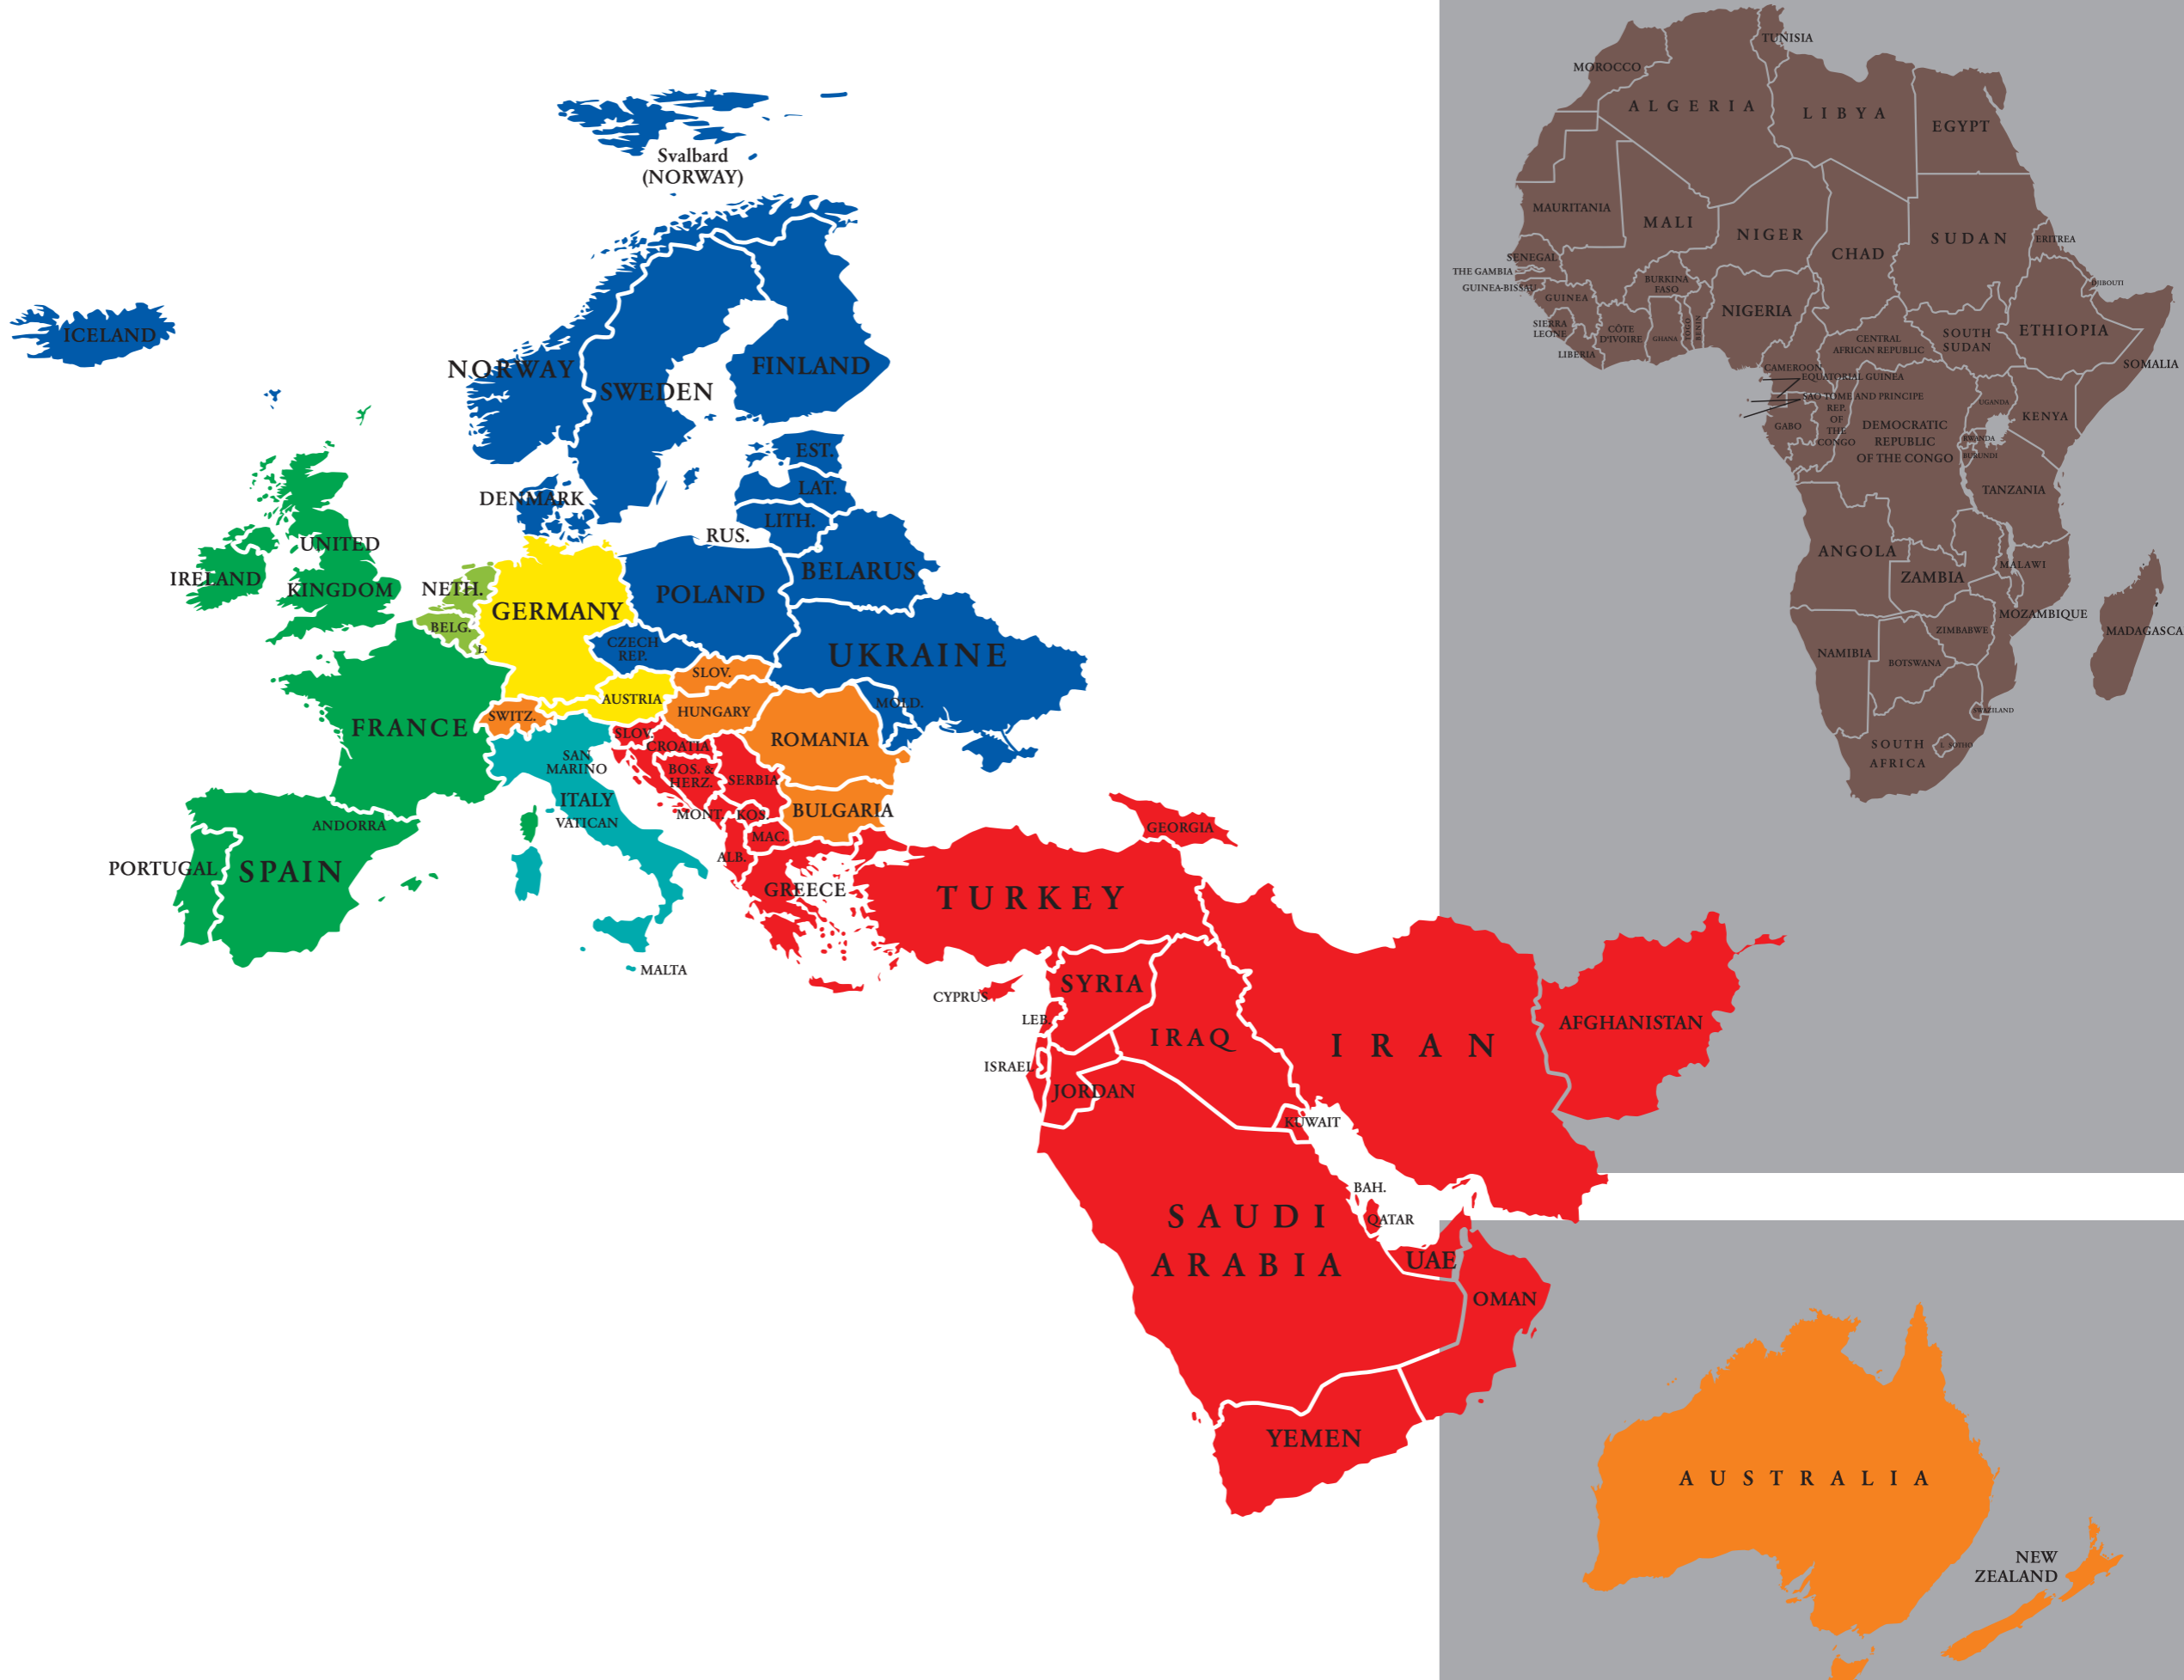 Svalbard
(NORWAY)
ICELAND
NORWAY
SWEDEN
FINLAND
EST.
LAT.
LITH.
DENMARK
RUS.
UNITED
KINGDOM
IRELAND
NETH.
BELG.
L.
GERMANY
POLAND
BELARUS
CZECH
REP.
UKRAINE
SLOV.
AUSTRIA
HUNGARY
MOLD.
SWITZ.
FRANCE
ROMANIA
SLOV.
CROATIA
SAN
MARINO
BOS. &
HERZ.
SERBIA
ITALY
VATICAN
MONT.
KOS.
BULGARIA
MAC.
ALB.
GREECE
ANDORRA
PORTUGAL
SPAIN
MALTA
GEORGIA
TURKEY
CYPRUS
SYRIA
LEB.
ISRAEL
JORDAN
IRAQ
IRAN
AFGHANISTAN
KUWAIT
BAH.
QATAR
SAUDI
ARABIA
UAE
OMAN
YEMEN
TUNISIA
MOROCCO
ALGERIA
LIBYA
EGYPT
MAURITANIA
MALI
NIGER
CHAD
SUDAN
ERITREA
SENEGAL
THE GAMBIA
GUINEA-BISSAU
GUINEA
BURKINA
FASO
DJIBOUTI
SIERRA
LEONE
CÔTE
D'IVOIRE
GHANA
TOGO
BENIN
NIGERIA
LIBERIA
CENTRAL
AFRICAN REPUBLIC
SOUTH
SUDAN
ETHIOPIA
SOMALIA
CAMEROON
EQUATORIAL GUINEA
SAO TOME AND PRINCIPE
GABO
REP.
OF
THE
CONGO
DEMOCRATIC
REPUBLIC
OF THE CONGO
UGANDA
KENYA
RWANDA
BURUNDI
TANZANIA
ANGOLA
ZAMBIA
MALAWI
MOZAMBIQUE
ZIMBABWE
MADAGASCA
NAMIBIA
BOTSWANA
SWAZILAND
SOUTH
AFRICA
AUSTRALIA
NEW
ZEALAND